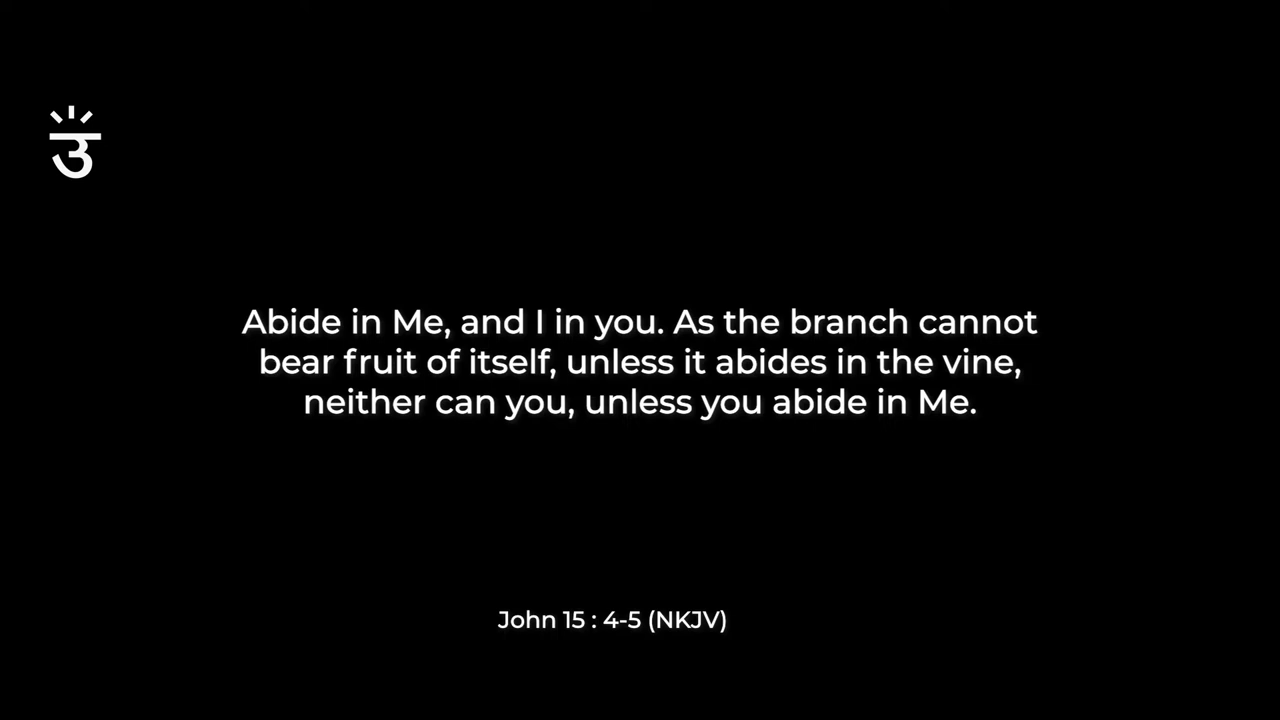 उ
Abide in Me, and I in you. As the branch cannot
bear fruit of itself, unless it abides in the vine,
neither can you, unless you abide in Me.
John 15 : 4-5 (NKJV)